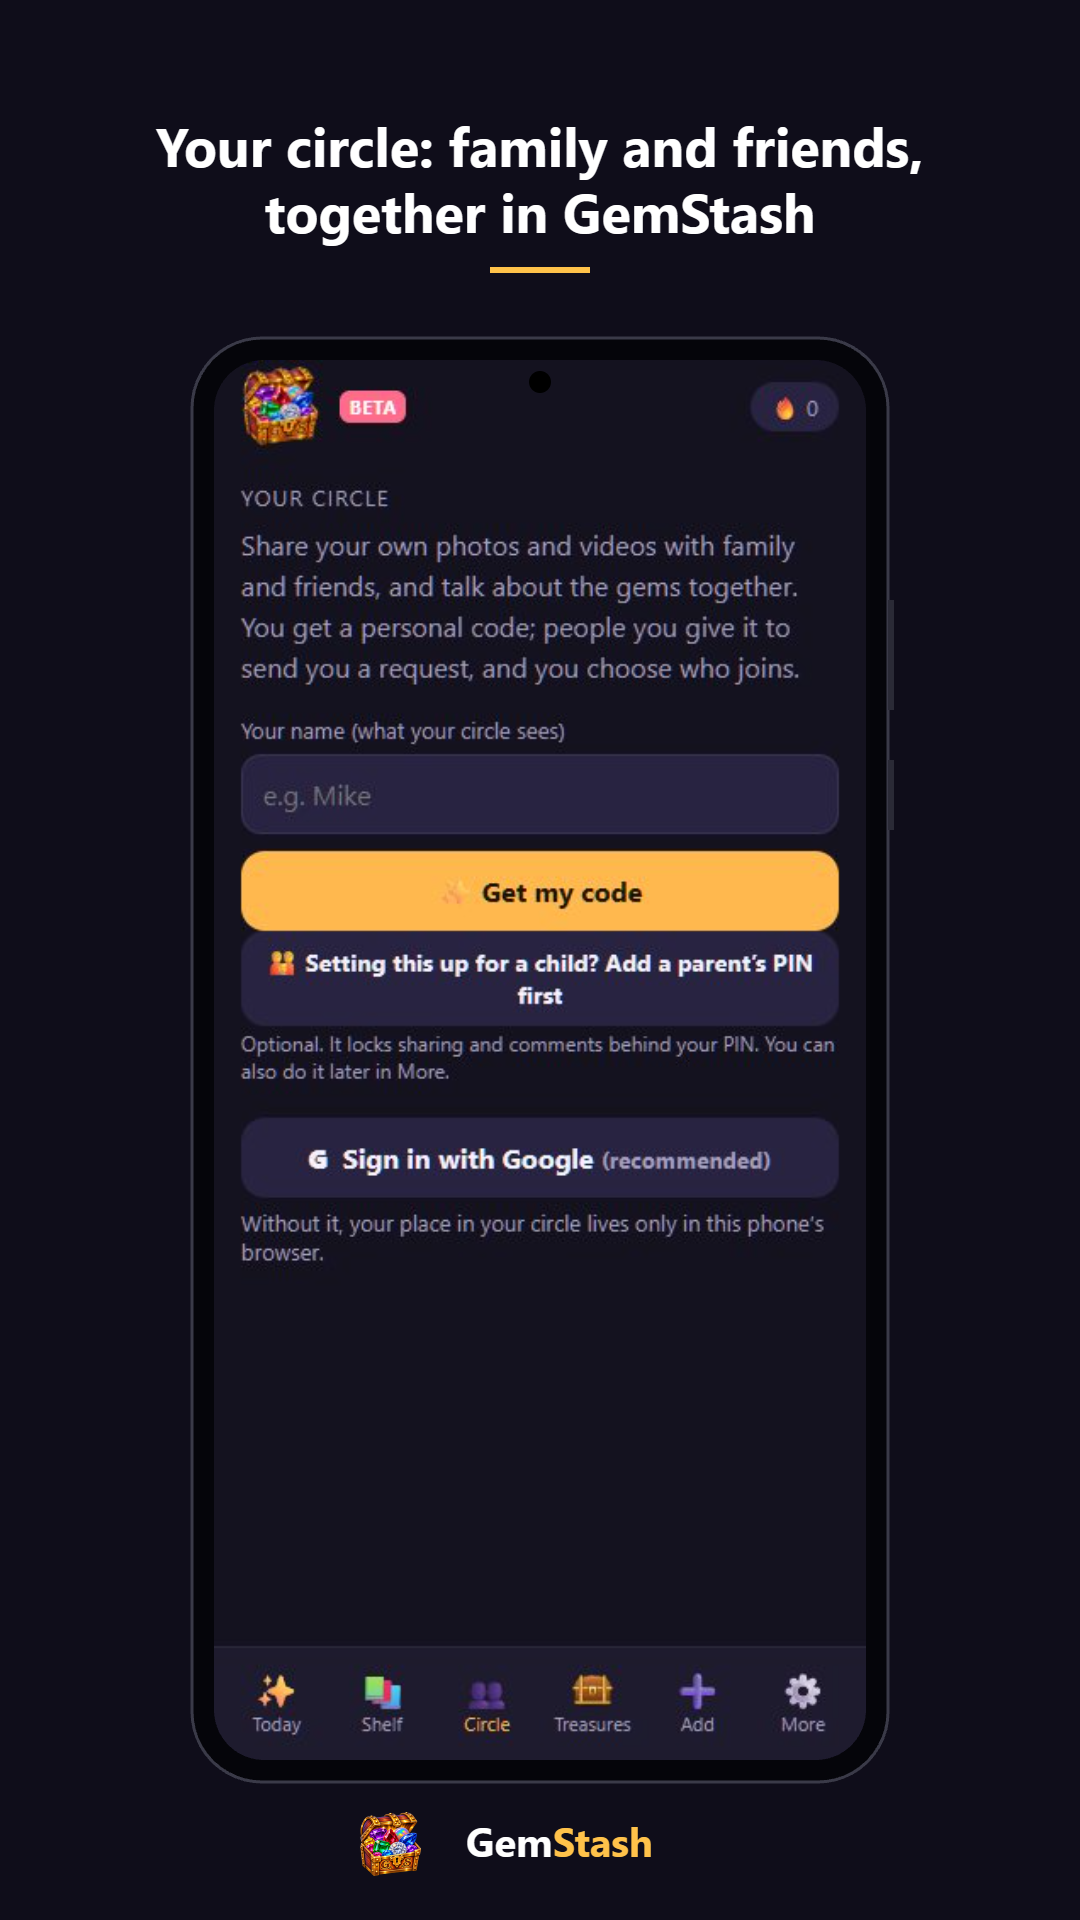 Your circle: family and friends,
together in GemStash
BETA
0
YOUR CIRCLE
Share your own photos and videos with family
and friends, and talk about the gems together.
You get a personal code; people you give it to
send you a request, and you choose who joins.
Your name (what your circle sees)
e.g. Mike
Get my code
Setting this up for a child? Add a parent’s PIN
first
Optional. It locks sharing and comments behind your PIN. You can
also do it later in More.
G Sign in with Google (recommended)
Without it, your place in your circle lives only in this phone’s
browser.
Today
Shelf
Circle
Treasures
Add
More
GemStash